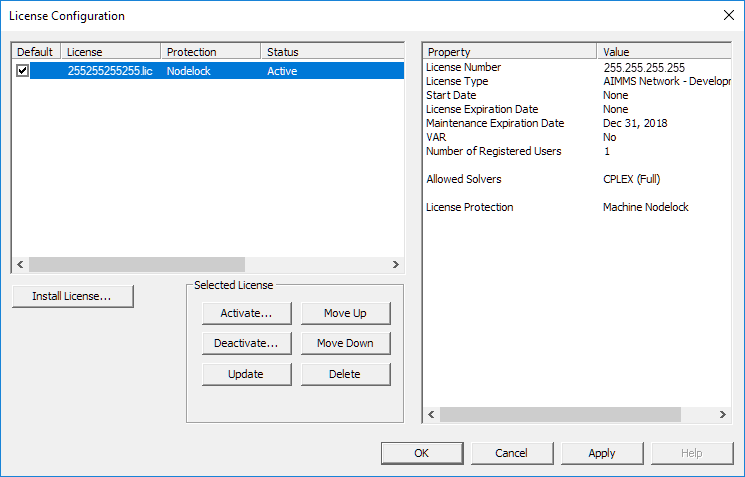 License Configuration
Default License Protection Status
255255255255.lic Nodelock Active
Property Value
License Number 255.255.255.255
License Type AIMMS Network - Developr
Start Date None
License Expiration Date None
Maintenance Expiration Date Dec 31, 2018
VAR No
Number of Registered Users 1
Allowed Solvers CPLEX (Full)
License Protection Machine Nodelock
Install License...
Selected License
Activate... Move Up
Deactivate... Move Down
Update Delete
OK Cancel Apply Help